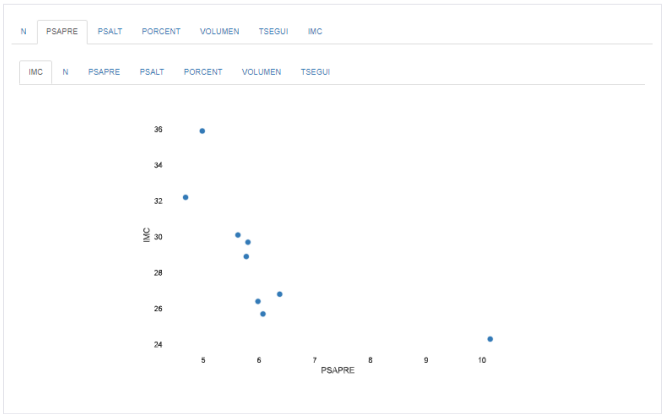 N PSAPRE PSALT PORCENT VOLUMEN TSEGUI IMC
IMC N PSAPRE PSALT PORCENT VOLUMEN TSEGUI
36
34
32
IMC
30
28
26
24
5 6 7 8 9 10
PSAPRE